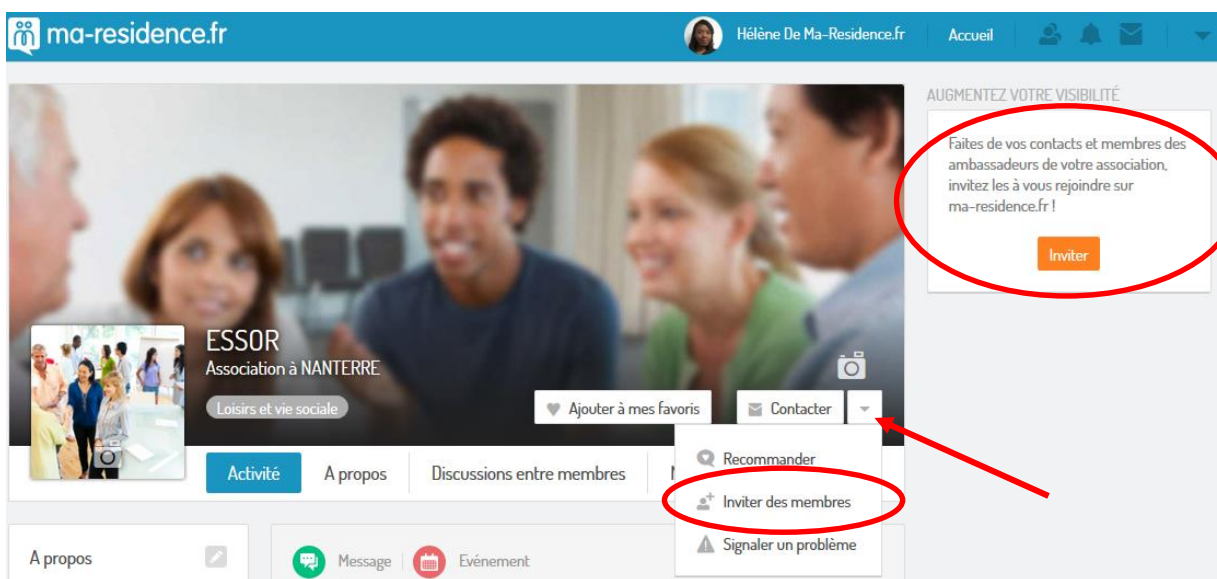 ma-residence.fr
Hélène De Ma-Residence.fr
Accueil
AUGMENTEZ VOTRE VISIBILITÉ
Faites de vos contacts et membres des
ambassadeurs de votre association,
invitez les à vous rejoindre sur
ma-residence.fr !
Inviter
ESSOR
Association à NANTERRE
Loisirs et vie sociale
Ajouter à mes favoris
Contacter
Recommander
Inviter des membres
Signaler un problème
Activité
A propos
Discussions entre membres
A propos
Message
Evénement